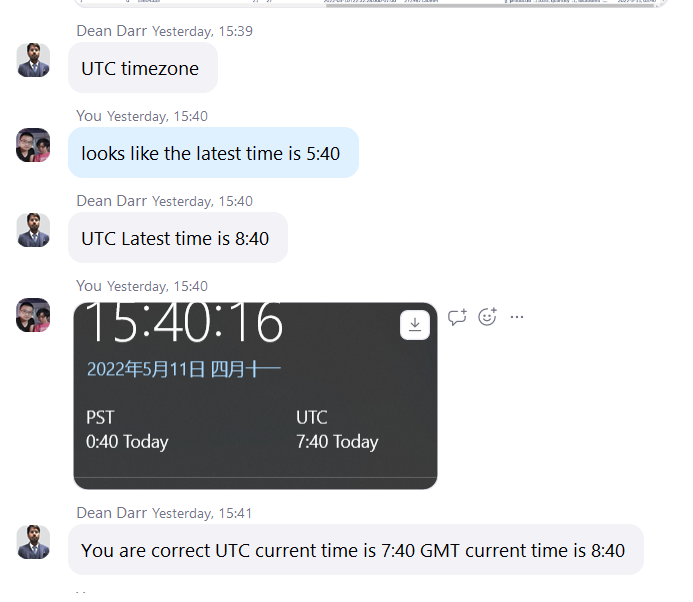 Dean Darr Yesterday, 15:39
UTC timezone
You Yesterday, 15:40
looks like the latest time is 5:40
Dean Darr Yesterday, 15:40
UTC Latest time is 8:40
You Yesterday, 15:40
15:40:16
2022年5月11日 四月十一
PST UTC
0:40 Today 7:40 Today
Dean Darr Yesterday, 15:41
You are correct UTC current time is 7:40 GMT current time is 8:40